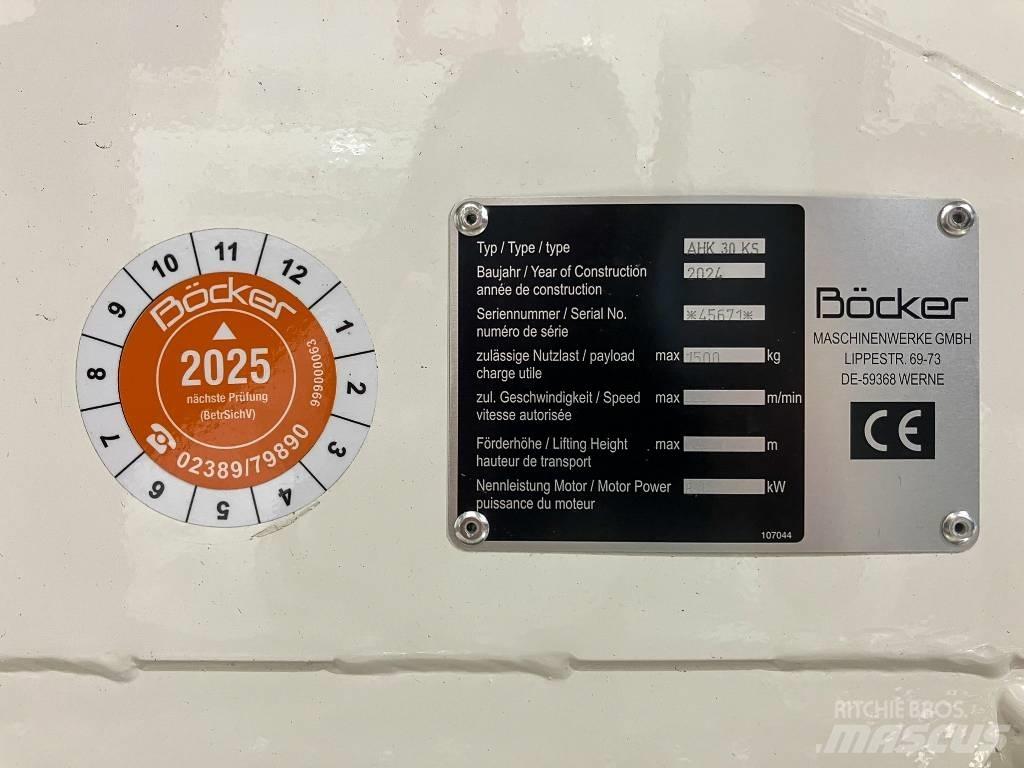 11
10
12
9
1
8
2
7
3
6
5
4
Böcker
2025
nächste Prüfung
(BetrSichV)
02389/79890
666000063
Typ / Type / type AHK 30 KS
Baujahr / Year of Construction 2024
année de construction
Seriennummer / Serial No. *45671*
numéro de série
zulässige Nutzlast / payload max 1500 kg
charge utile
zul. Geschwindigkeit / Speed max m/min
vitesse autorisée
Förderhöhe / Lifting Height max m
hauteur de transport
Nennleistung Motor / Motor Power kW
puissance du moteur
107044
Böcker
MASCHINENWERKE GMBH
LIPPESTR. 69-73
DE-59368 WERNE
CE
RITCHIE BROS.
MASCUS